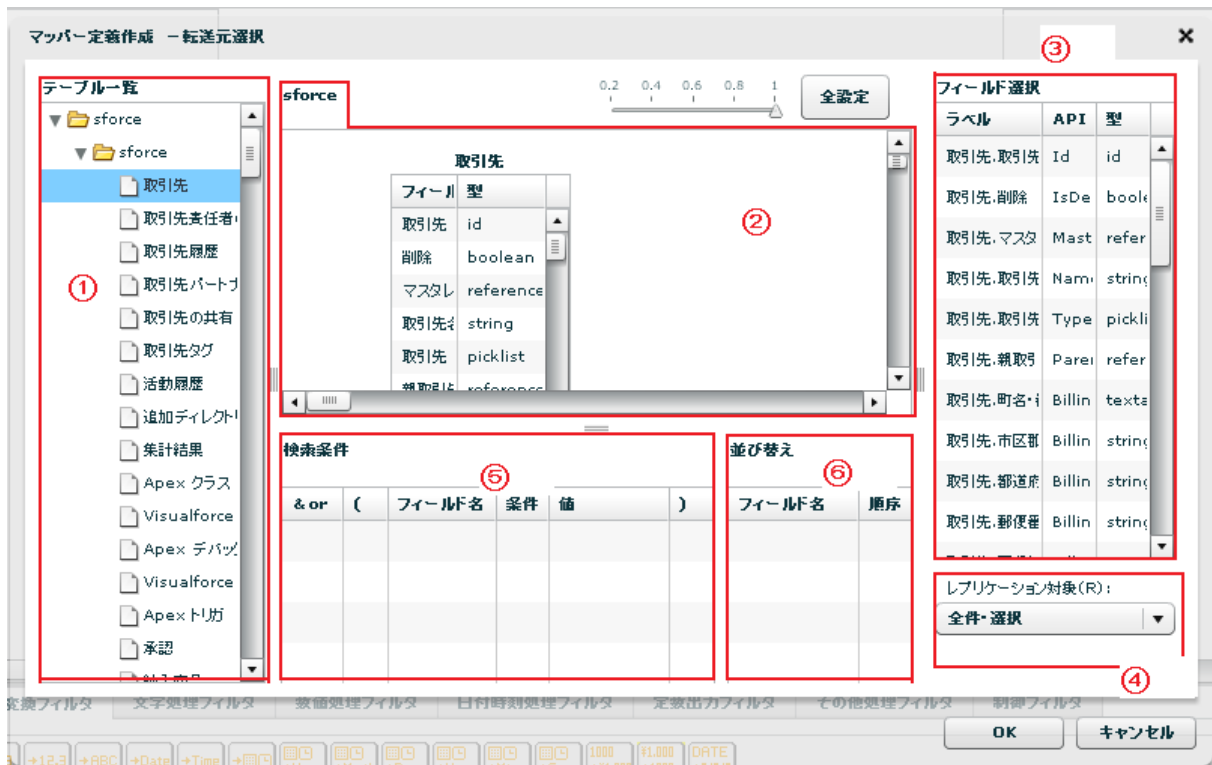 マッパー定義作成 －転送元選択
③
テーブル一覧
sforce
sforce
取引先
取引先責任者
取引先履歴
取引先パートナ
取引先の共有
取引先タグ
活動履歴
追加ディレクトリ
集計結果
Apex クラス
Visualforce
Apex デバッグ
Visualforce
Apex トリガ
承認
①
sforce
0.2 0.4 0.6 0.8 1
全設定
取引先
フィール 型
取引先 id
削除 boolean
マスタレ reference
取引先名 string
取引先 picklist
親取引先 reference
②
フィールド選択
ラベル API 型
取引先.取引先 Id id
取引先.削除 IsDe boole
取引先.マスタ Mast refer
取引先.取引先 Nam string
取引先.取引先 Type pickli
取引先.親取引 Parei refer
取引先.町名・ Billin texta
取引先.市区郡 Billin string
取引先.都道府 Billin string
取引先.郵便番 Billin string
検索条件
⑤
& or ( フィールド名 条件 値 )
並び替え
⑥
フィールド名 順序
レプリケーション対象(R):
全件・選択
④
変換フィルタ 文字処理フィルタ 数値処理フィルタ 日付時刻処理フィルタ 定数出力フィルタ その他処理フィルタ 制御フィルタ
OK キャンセル
→12.3 →ABC →Date →Time